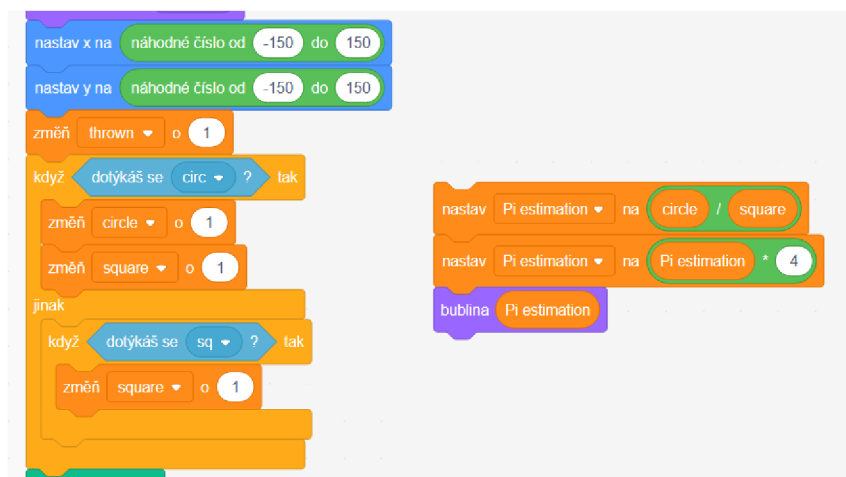 nastav x na náhodné číslo od -150 do 150
nastav y na náhodné číslo od -150 do 150
změň thrown o 1
když dotýkáš se circ ? tak
změň circle o 1
změň square o 1
jinak
když dotýkáš se sq ? tak
změň square o 1
nastav Pi estimation na circle / square
nastav Pi estimation na Pi estimation * 4
bublina Pi estimation